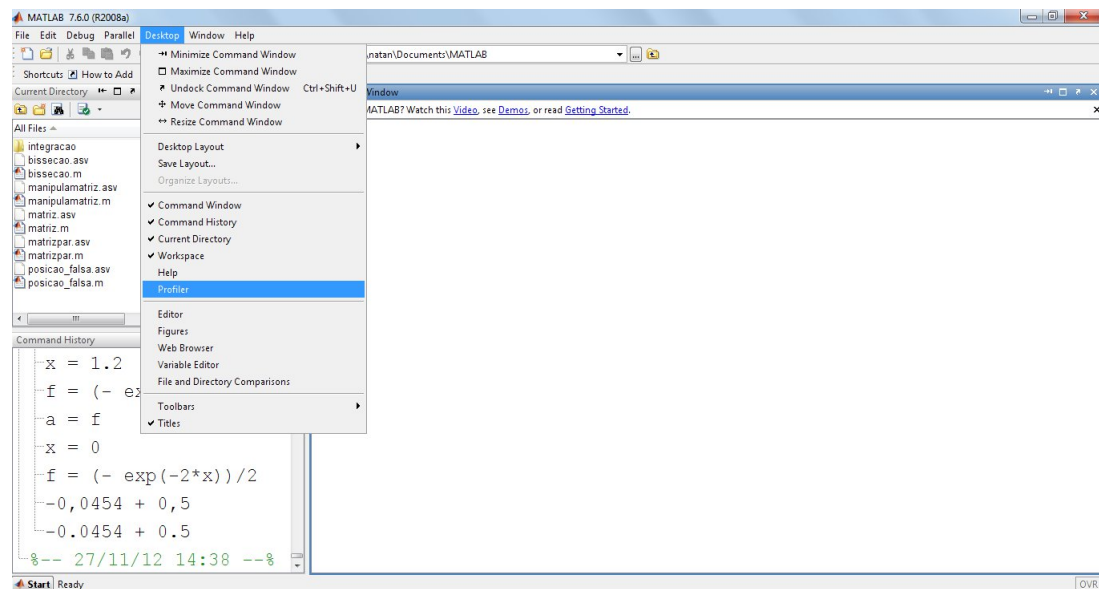 MATLAB 7.6.0 (R2008a)
File Edit Debug Parallel Desktop Window Help
\natan\Documents\MATLAB
Shortcuts How to Add
Current Directory
All Files
integracao
bissecao.asv
bissecao.m
manipulamatriz.asv
manipulamatriz.m
matriz.asv
matriz.m
matrizpar.asv
matrizpar.m
posicao_falsa.asv
posicao_falsa.m
Minimize Command Window
Maximize Command Window
Undock Command Window Ctrl+Shift+U
Move Command Window
Resize Command Window
Desktop Layout
Save Layout...
Organize Layouts...
Command Window
Command History
Current Directory
Workspace
Help
Profiler
Editor
Figures
Web Browser
Variable Editor
File and Directory Comparisons
Toolbars
Titles
Window
MATLAB? Watch this Video, see Demos, or read Getting Started.
Command History
x = 1.2
f = (- ex
a = f
x = 0
f = (- exp(-2*x))/2
-0,0454 + 0,5
-0.0454 + 0.5
%-- 27/11/12 14:38 --%
Start Ready
OVR